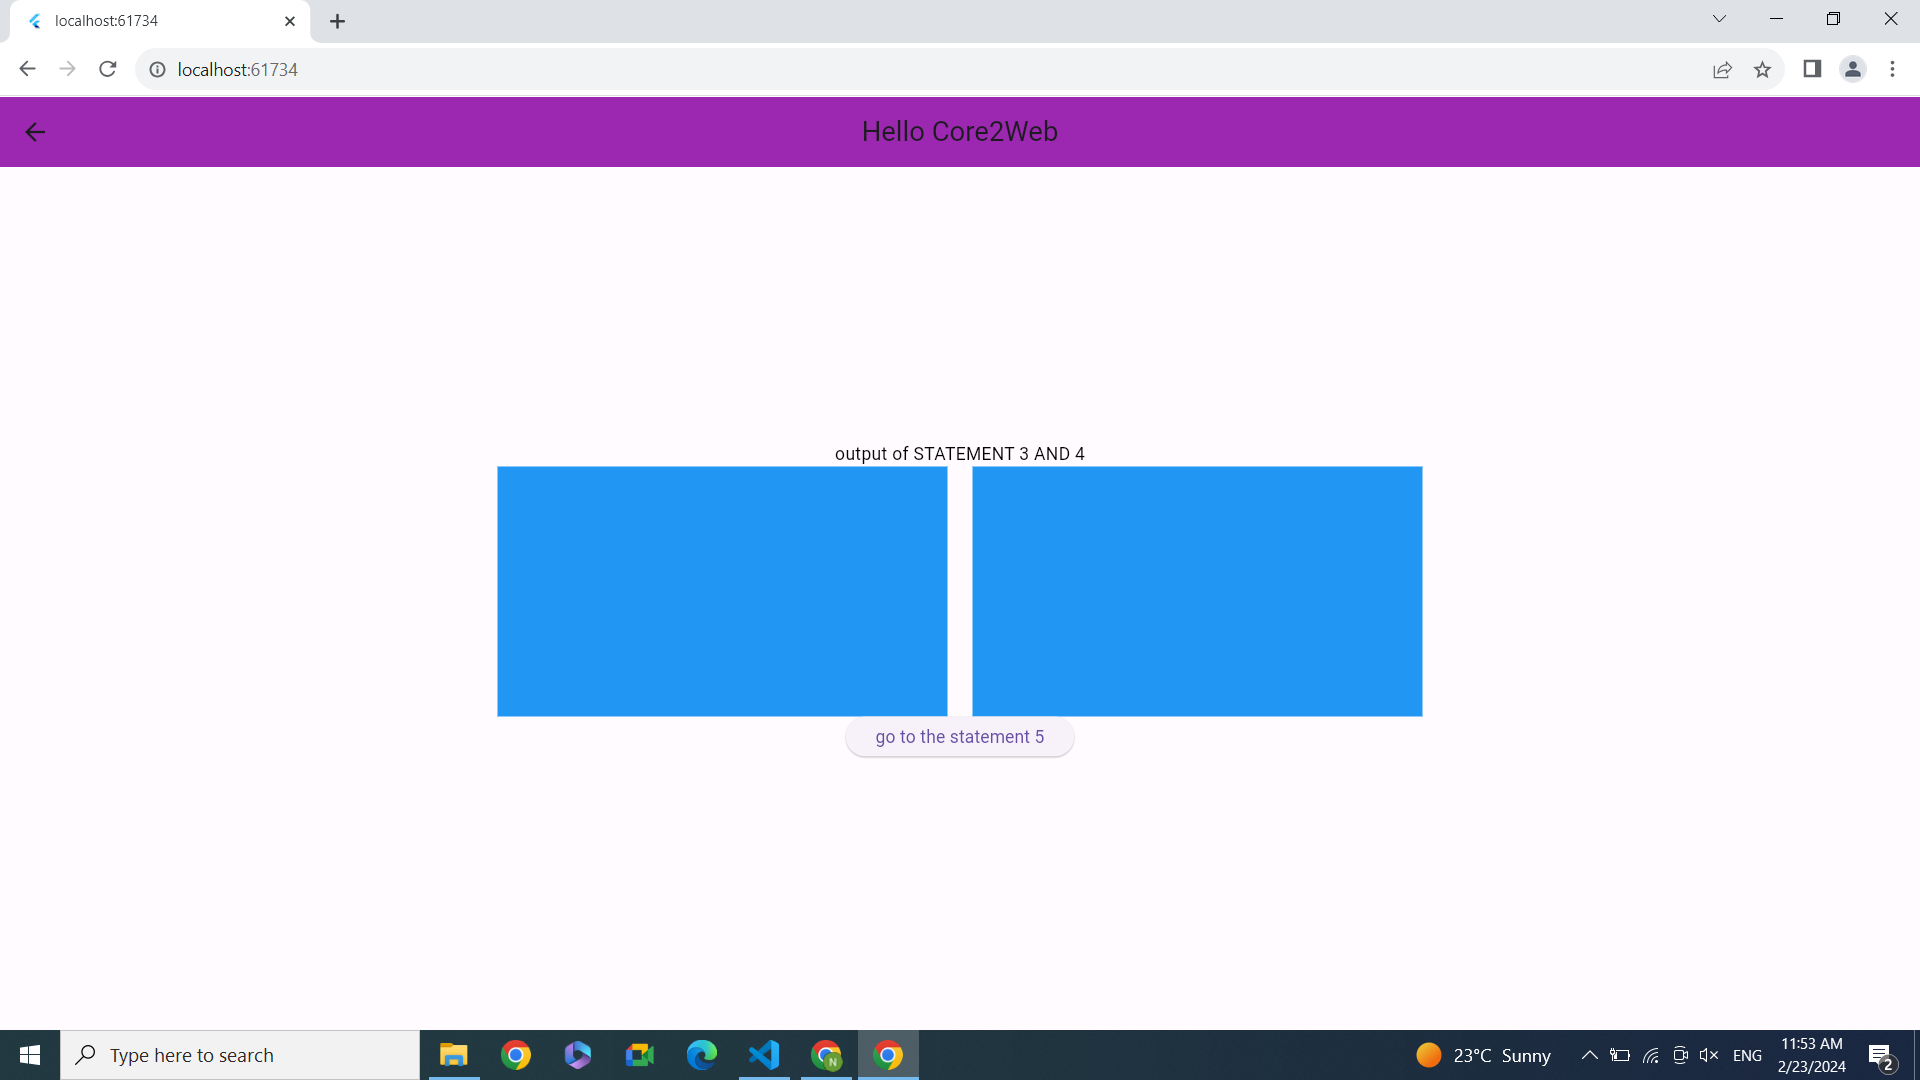 localhost:61734
localhost:61734
Hello Core2Web
output of STATEMENT 3 AND 4
go to the statement 5
Type here to search
N
23°C Sunny
ENG
11:53 AM
2/23/2024
2